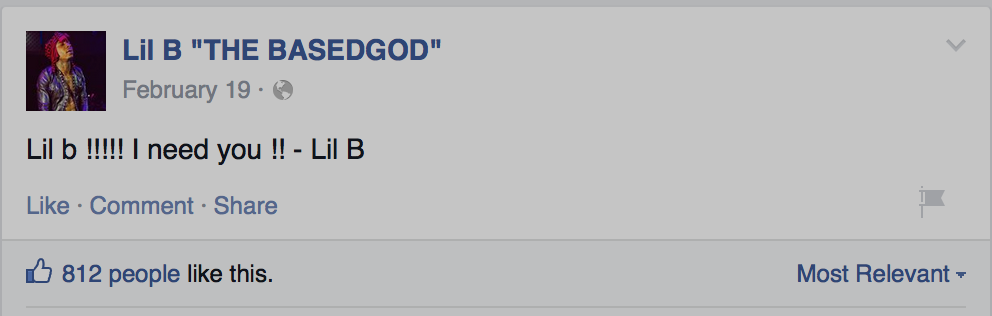 Lil B "THE BASEDGOD"
February 19 ·
Lil b !!!!! I need you !! - Lil B
Like · Comment · Share
812 people like this.
Most Relevant